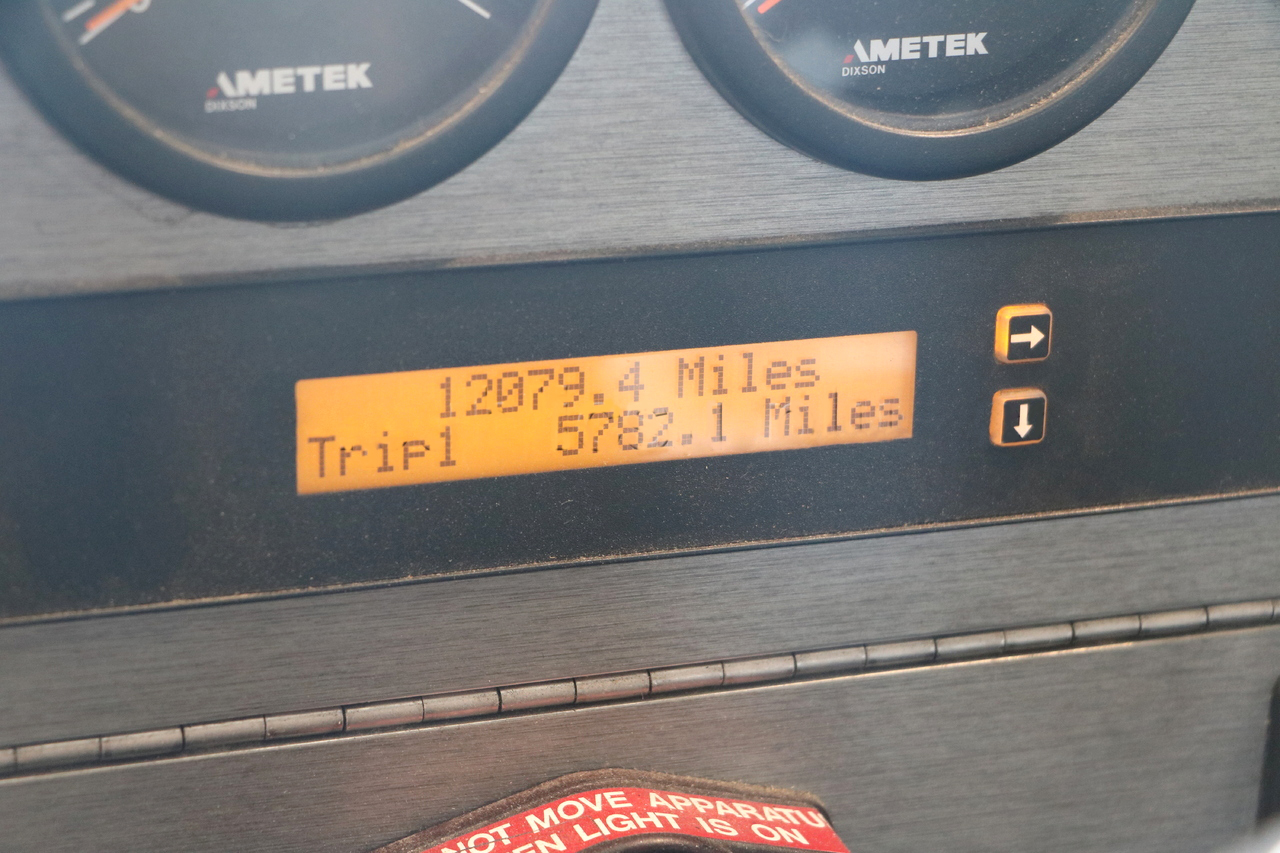 AMETEK
DIXSON
AMETEK
DIXSON
12079.4 Miles
Trip1 5782.1 Miles
NOT MOVE APPARATU
EN LIGHT IS ON